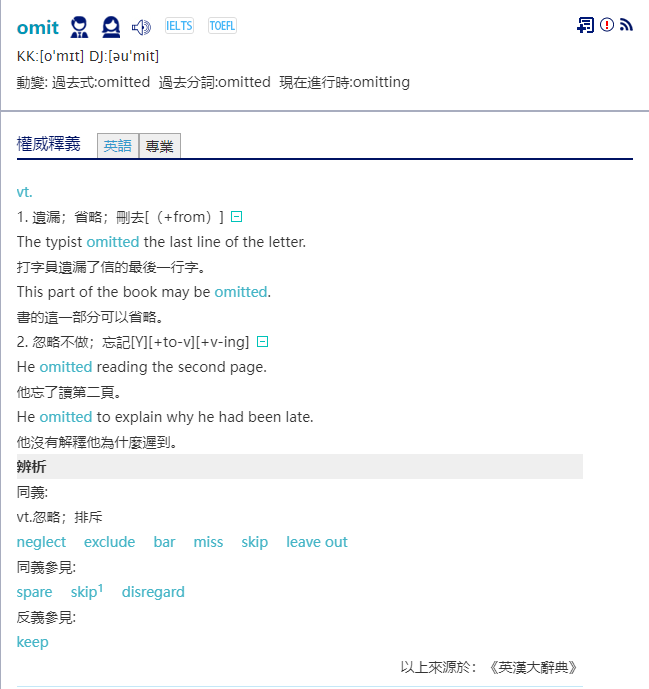 omit IELTS TOEFL
KK:[o'mɪt] DJ:[əu'mit]
動變: 過去式:omitted 過去分詞:omitted 現在進行時:omitting
權威釋義 英語 專業
vt.
1. 遺漏；省略；刪去[（+from）]
The typist omitted the last line of the letter.
打字員遺漏了信的最後一行字。
This part of the book may be omitted.
書的這一部分可以省略。
2. 忽略不做；忘記[Y][+to-v][+v-ing]
He omitted reading the second page.
他忘了讀第二頁。
He omitted to explain why he had been late.
他沒有解釋他為什麼遲到。
辨析
同義:
vt.忽略；排斥
neglect exclude bar miss skip leave out
同義參見:
spare skip1 disregard
反義參見:
keep
以上來源於：《英漢大辭典》